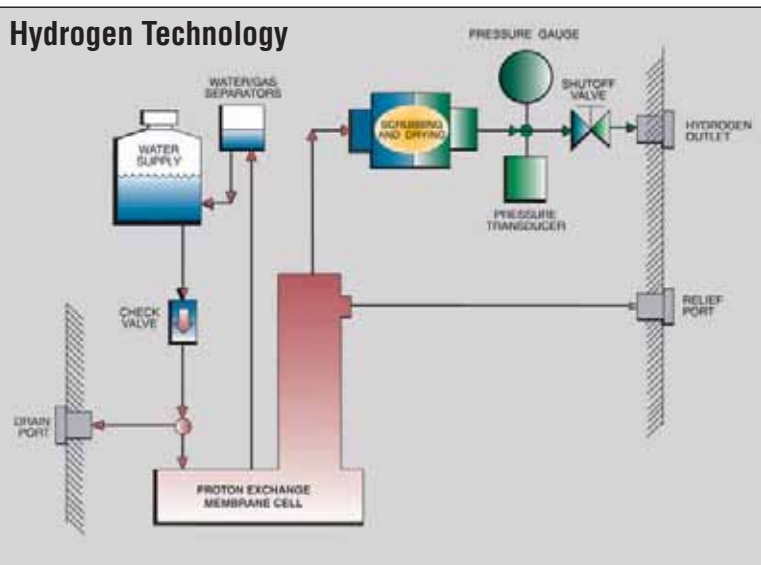 Hydrogen Technology
PRESSURE GAUGE
WATER/GAS
SEPARATORS
SHUTOFF
VALVE
WATER
SUPPLY
SCRUBBING
AND DRYING
HYDROGEN
OUTLET
PRESSURE
TRANSDUCER
CHECK
VALVE
RELIEF
PORT
DRAIN
PORT
PROTON EXCHANGE
MEMBRANE CELL